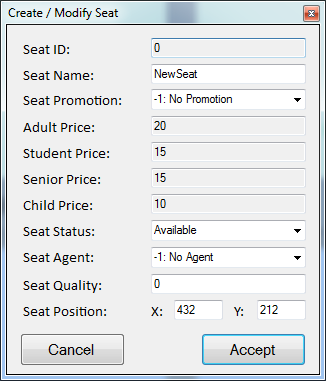 Create / Modify Seat
Seat ID: 0
Seat Name: NewSeat
Seat Promotion: -1: No Promotion
Adult Price: 20
Student Price: 15
Senior Price: 15
Child Price: 10
Seat Status: Available
Seat Agent: -1: No Agent
Seat Quality: 0
Seat Position: X: 432 Y: 212
Cancel Accept